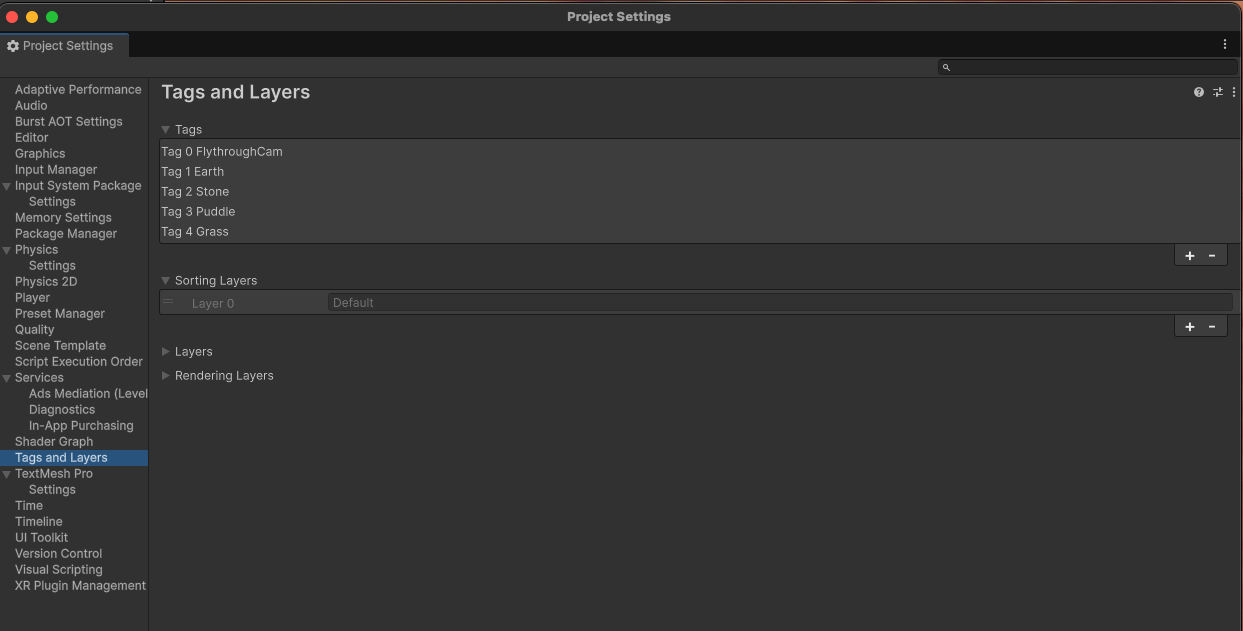 Project Settings
Project Settings
Adaptive Performance
Audio
Burst AOT Settings
Editor
Graphics
Input Manager
Input System Package
Settings
Memory Settings
Package Manager
Physics
Settings
Physics 2D
Player
Preset Manager
Quality
Scene Template
Script Execution Order
Services
Ads Mediation (Level
Diagnostics
In-App Purchasing
Shader Graph
Tags and Layers
TextMesh Pro
Settings
Time
Timeline
UI Toolkit
Version Control
Visual Scripting
XR Plugin Management
Tags and Layers
Tags
Tag 0 FlythroughCam
Tag 1 Earth
Tag 2 Stone
Tag 3 Puddle
Tag 4 Grass
+ -
Sorting Layers
Layer 0 Default
+ -
Layers
Rendering Layers